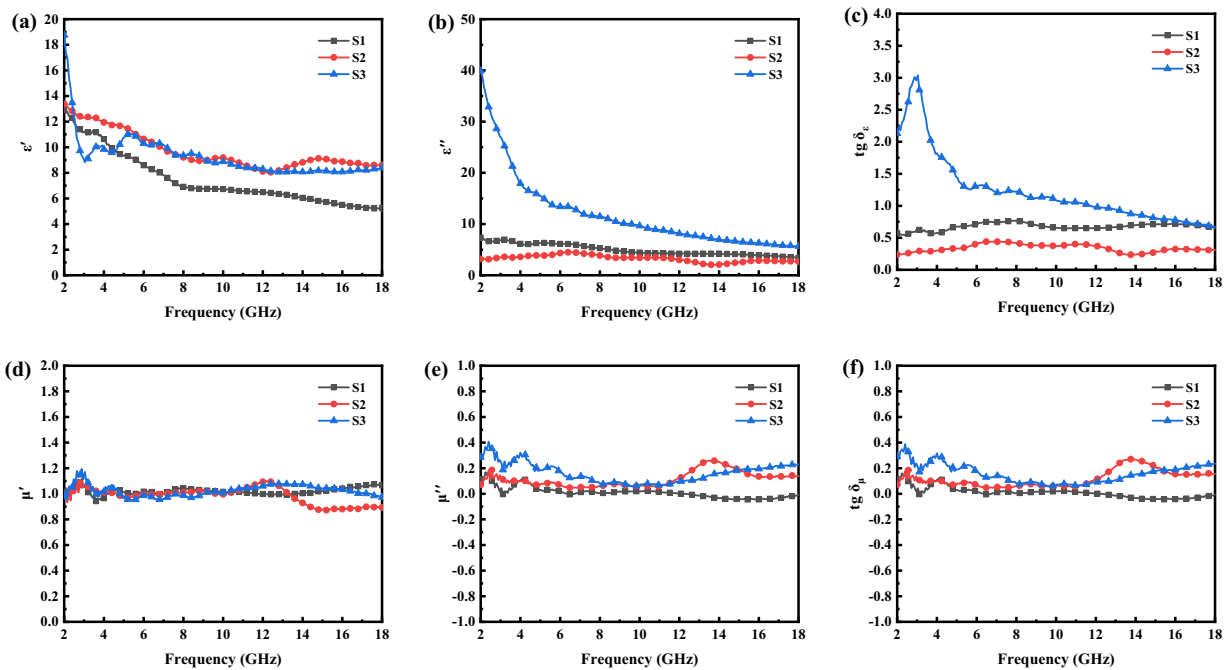 (a)
20
18
16
14
12
10
8
6
4
2
0
ε′
S1
S2
S3
2 4 6 8 10 12 14 16 18
Frequency (GHz)
(b)
50
40
30
20
10
0
ε′′
S1
S2
S3
2 4 6 8 10 12 14 16 18
Frequency (GHz)
(c)
4.0
3.5
3.0
2.5
2.0
1.5
1.0
0.5
0.0
tg δε
S1
S2
S3
2 4 6 8 10 12 14 16 18
Frequency (GHz)
(d)
2.0
1.8
1.6
1.4
1.2
1.0
0.8
0.6
0.4
0.2
0.0
μ′
S1
S2
S3
2 4 6 8 10 12 14 16 18
Frequency (GHz)
(e)
1.0
0.8
0.6
0.4
0.2
0.0
-0.2
-0.4
-0.6
-0.8
-1.0
μ′′
S1
S2
S3
2 4 6 8 10 12 14 16 18
Frequency (GHz)
(f)
1.0
0.8
0.6
0.4
0.2
0.0
-0.2
-0.4
-0.6
-0.8
-1.0
tg δμ
S1
S2
S3
2 4 6 8 10 12 14 16 18
Frequency (GHz)